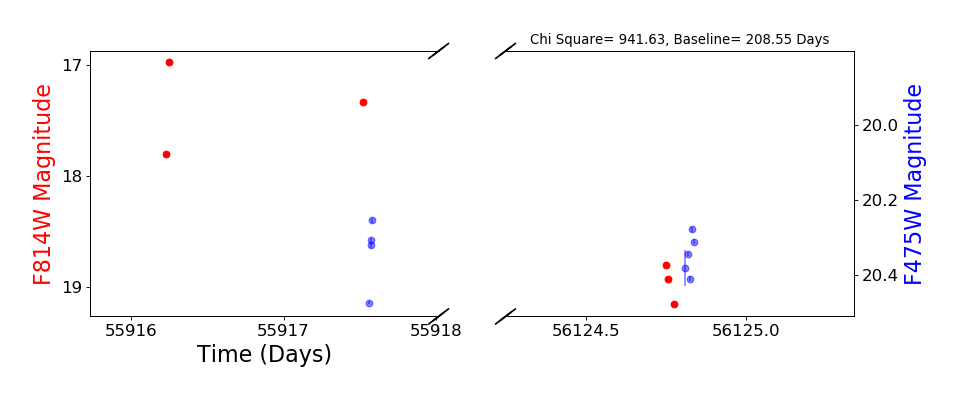 Chi Square= 941.63, Baseline= 208.55 Days
17
18
19
F814W Magnitude
20.0
20.2
20.4
F475W Magnitude
55916
55917
55918
56124.5
56125.0
Time (Days)